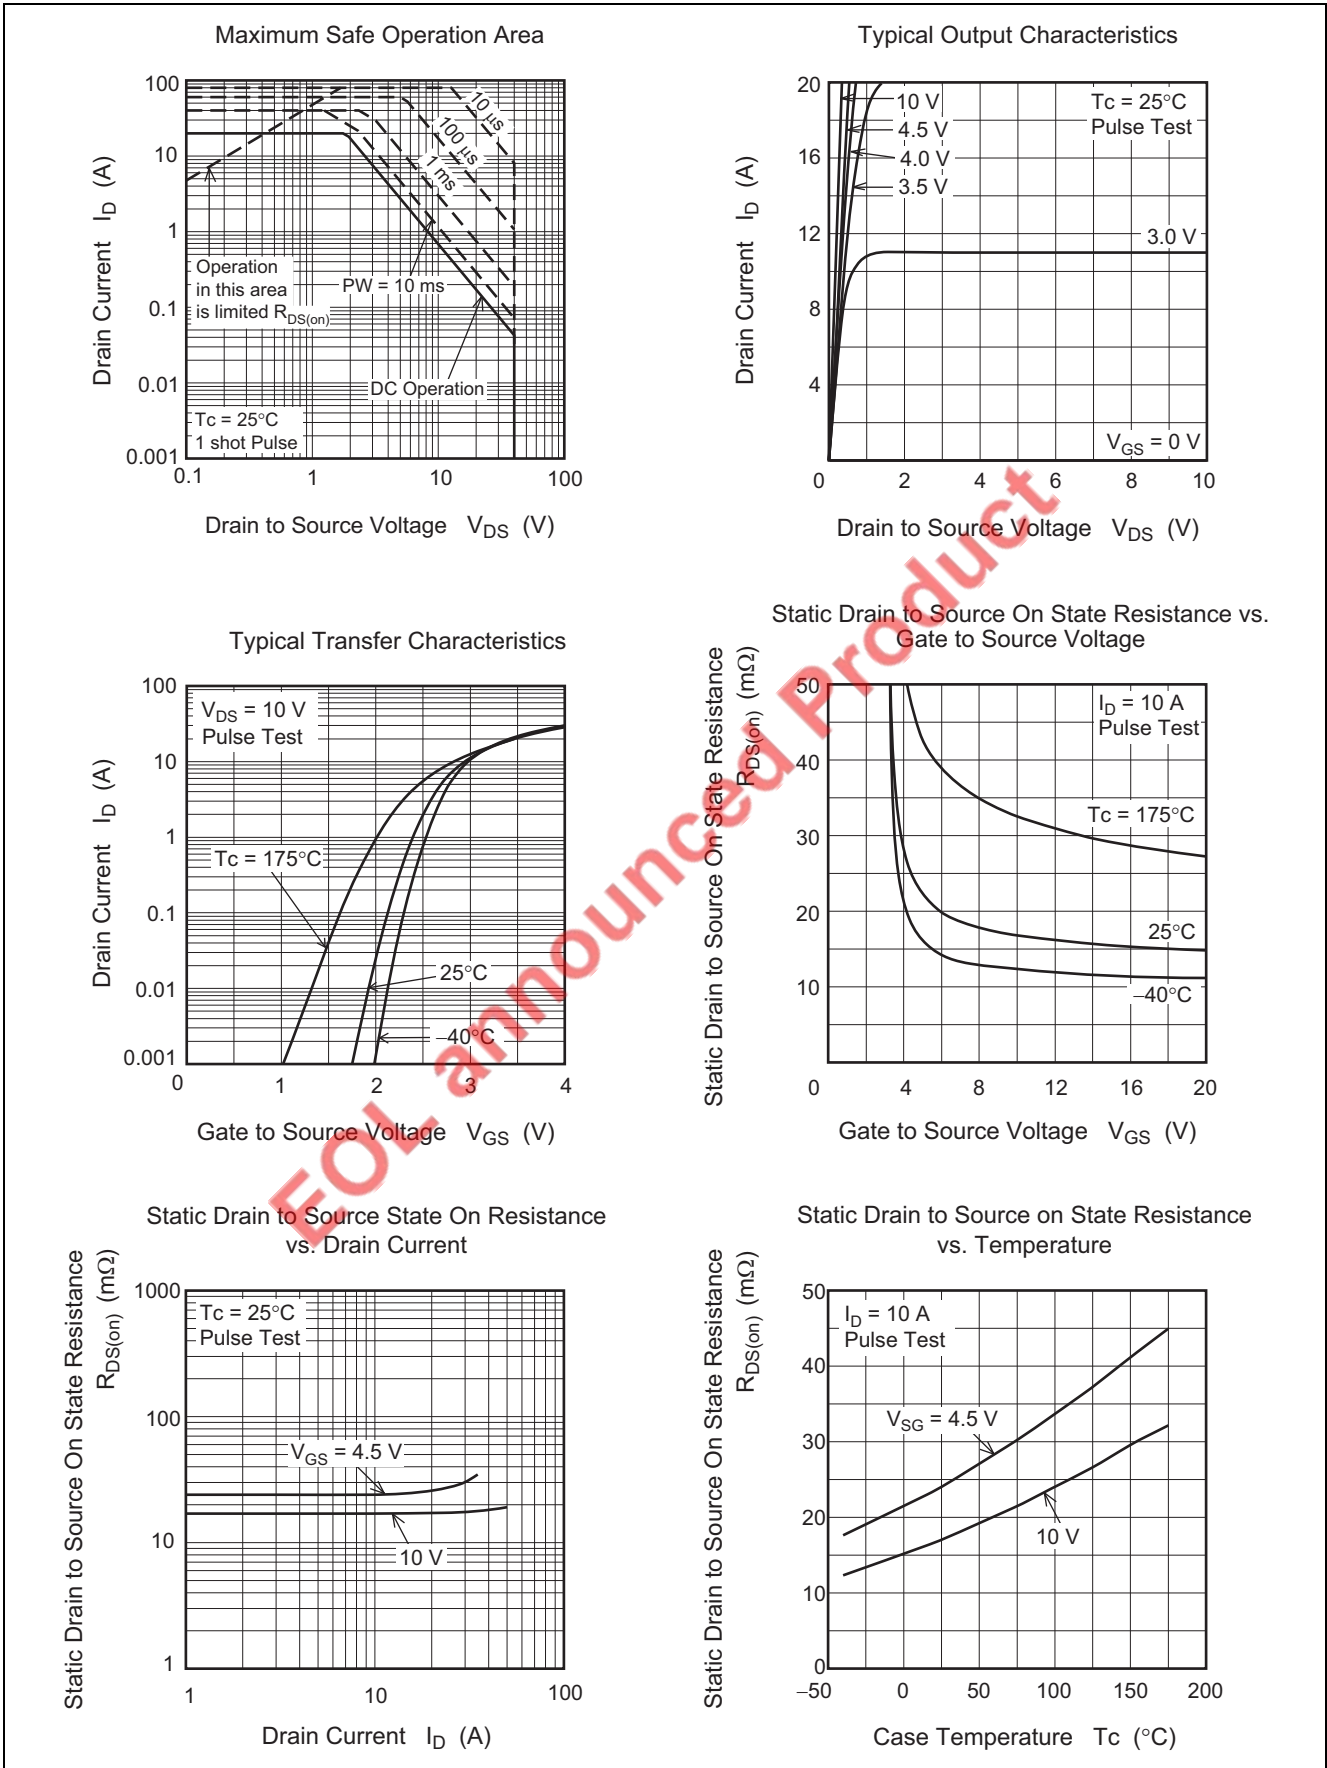 Maximum Safe Operation Area
Drain Current   I_D  (A)
100
10
1
0.1
0.01
0.001
10 µs
100 µs
1 ms
Operation
in this area
is limited R_DS(on)
PW = 10 ms
DC Operation
Tc = 25°C
1 shot Pulse
0.1
1
10
100
Drain to Source Voltage   V_DS  (V)
Typical Output Characteristics
Drain Current   I_D  (A)
20
16
12
8
4
10 V
4.5 V
4.0 V
3.5 V
Tc = 25°C
Pulse Test
3.0 V
V_GS = 0 V
0
2
4
6
8
10
Drain to Source Voltage   V_DS  (V)
Typical Transfer Characteristics
Drain Current   I_D  (A)
100
10
1
0.1
0.01
0.001
V_DS = 10 V
Pulse Test
Tc = 175°C
25°C
−40°C
0
1
2
3
4
Gate to Source Voltage   V_GS  (V)
Static Drain to Source On State Resistance vs.
Gate to Source Voltage
Static Drain to Source On State Resistance
R_DS(on)  (mΩ)
50
40
30
20
10
I_D = 10 A
Pulse Test
Tc = 175°C
25°C
−40°C
0
4
8
12
16
20
Gate to Source Voltage   V_GS  (V)
Static Drain to Source State On Resistance
vs. Drain Current
Static Drain to Source On State Resistance
R_DS(on)  (mΩ)
1000
100
10
1
Tc = 25°C
Pulse Test
V_GS = 4.5 V
10 V
1
10
100
Drain Current   I_D  (A)
Static Drain to Source on State Resistance
vs. Temperature
Static Drain to Source On State Resistance
R_DS(on)  (mΩ)
50
40
30
20
10
0
I_D = 10 A
Pulse Test
V_SG = 4.5 V
10 V
−50
0
50
100
150
200
Case Temperature   Tc  (°C)
EOL announced Product